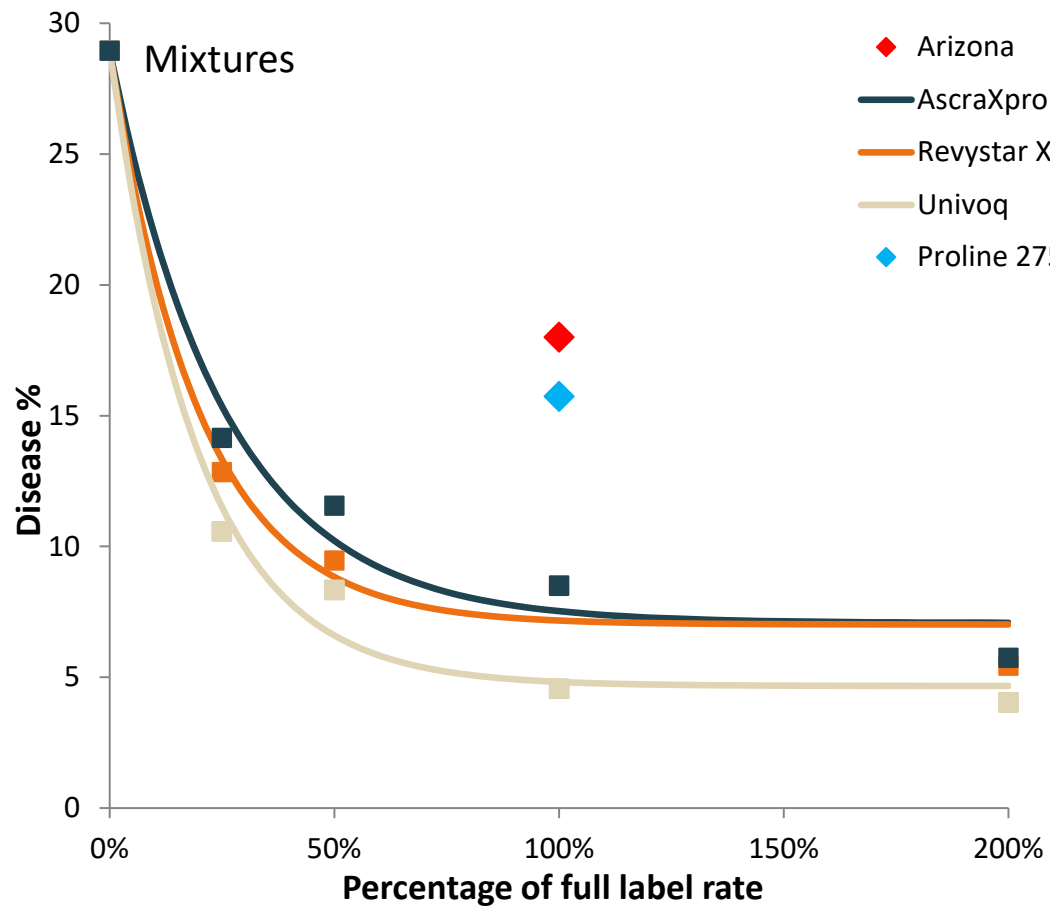 Mixtures
Arizona
AscraXpro
Revystar X
Univoq
Proline 275
30
25
20
15
10
5
0
Disease %
0%
50%
100%
150%
200%
Percentage of full label rate